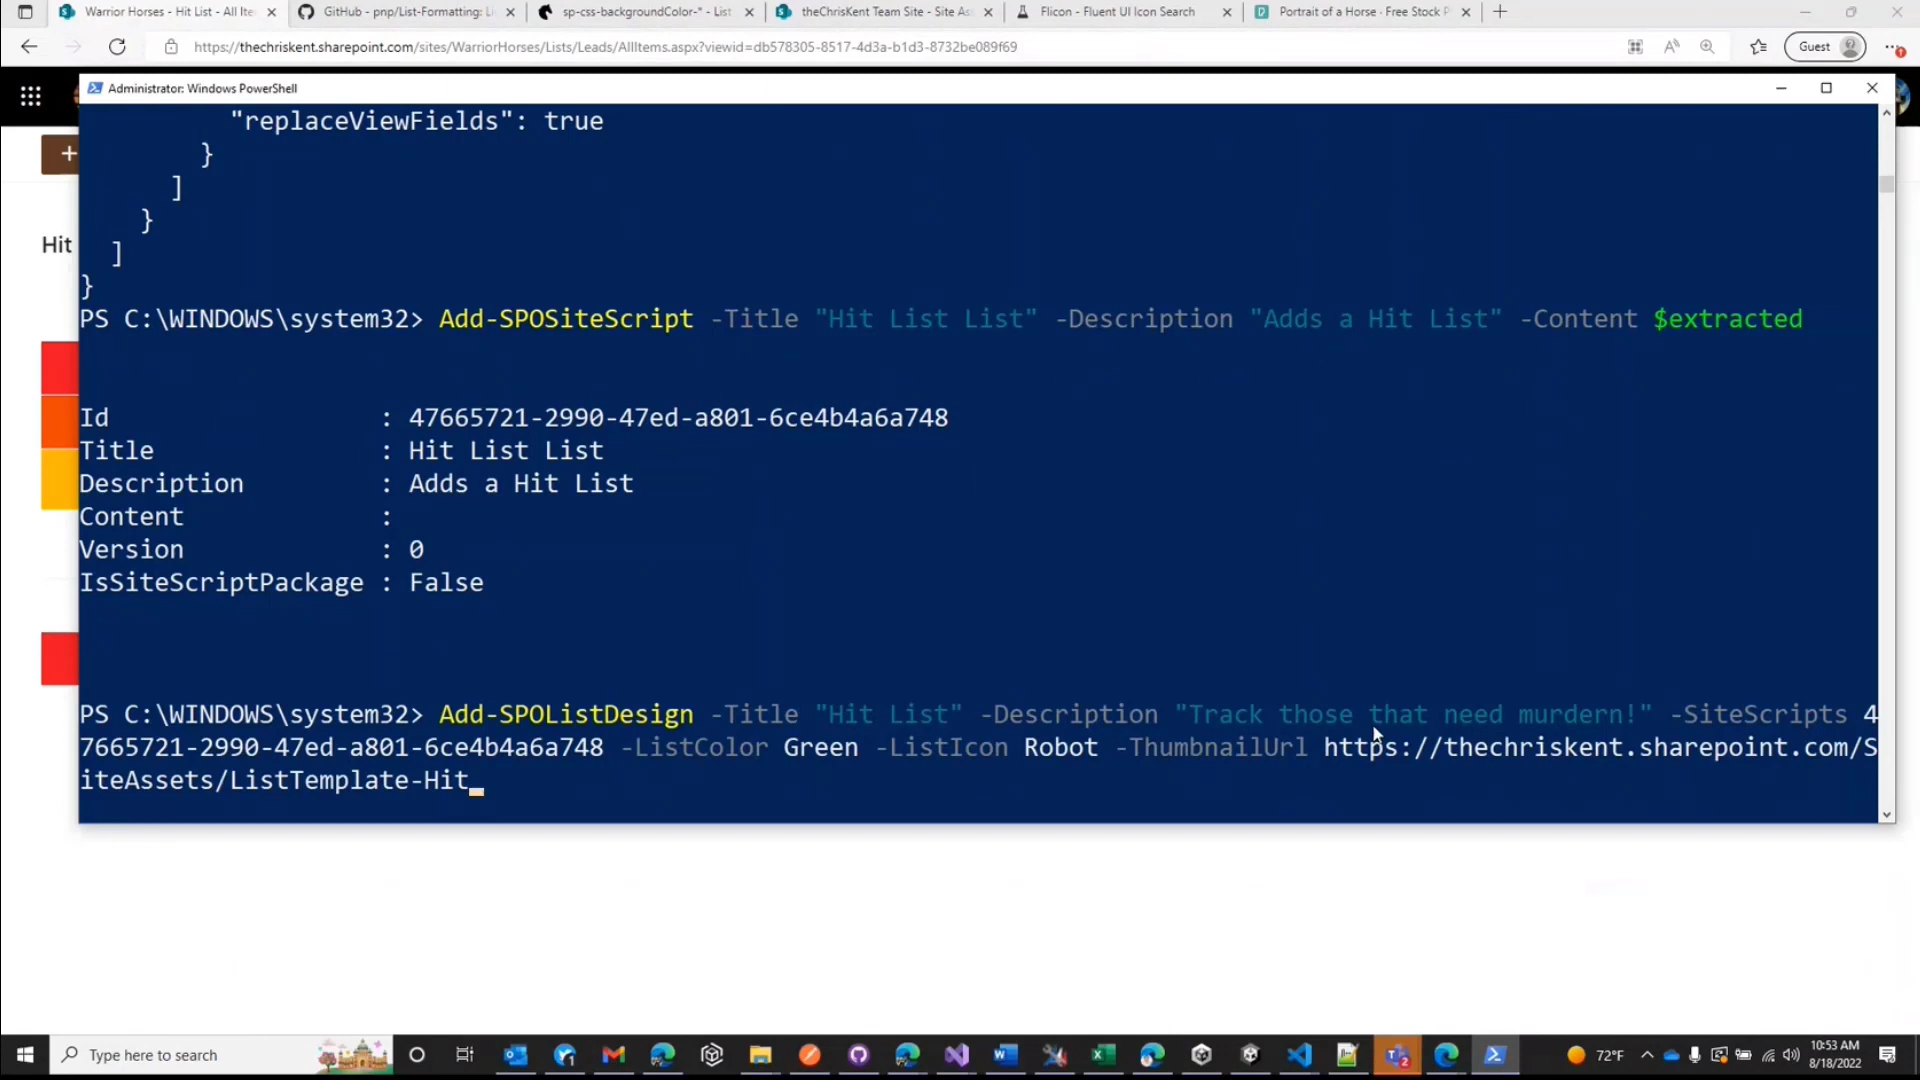 Warrior Horses - Hit List - All Ite
GitHub - pnp/List-Formatting: Li
sp-css-backgroundColor-* - List
theChrisKent Team Site - Site As
Flicon - Fluent UI Icon Search
Portrait of a Horse · Free Stock P
https://thechriskent.sharepoint.com/sites/WarriorHorses/Lists/Leads/AllItems.aspx?viewid=db578305-8517-4d3a-b1d3-8732be089f69
Guest
Administrator: Windows PowerShell
"replaceViewFields": true
}
]
}
]
}
Hit
PS C:\WINDOWS\system32> Add-SPOSiteScript -Title "Hit List List" -Description "Adds a Hit List" -Content $extracted
Id : 47665721-2990-47ed-a801-6ce4b4a6a748
Title : Hit List List
Description : Adds a Hit List
Content :
Version : 0
IsSiteScriptPackage : False
PS C:\WINDOWS\system32> Add-SPOListDesign -Title "Hit List" -Description "Track those that need murdern!" -SiteScripts 4
7665721-2990-47ed-a801-6ce4b4a6a748 -ListColor Green -ListIcon Robot -ThumbnailUrl https://thechriskent.sharepoint.com/S
iteAssets/ListTemplate-Hit_
Type here to search
72°F
10:53 AM
8/18/2022